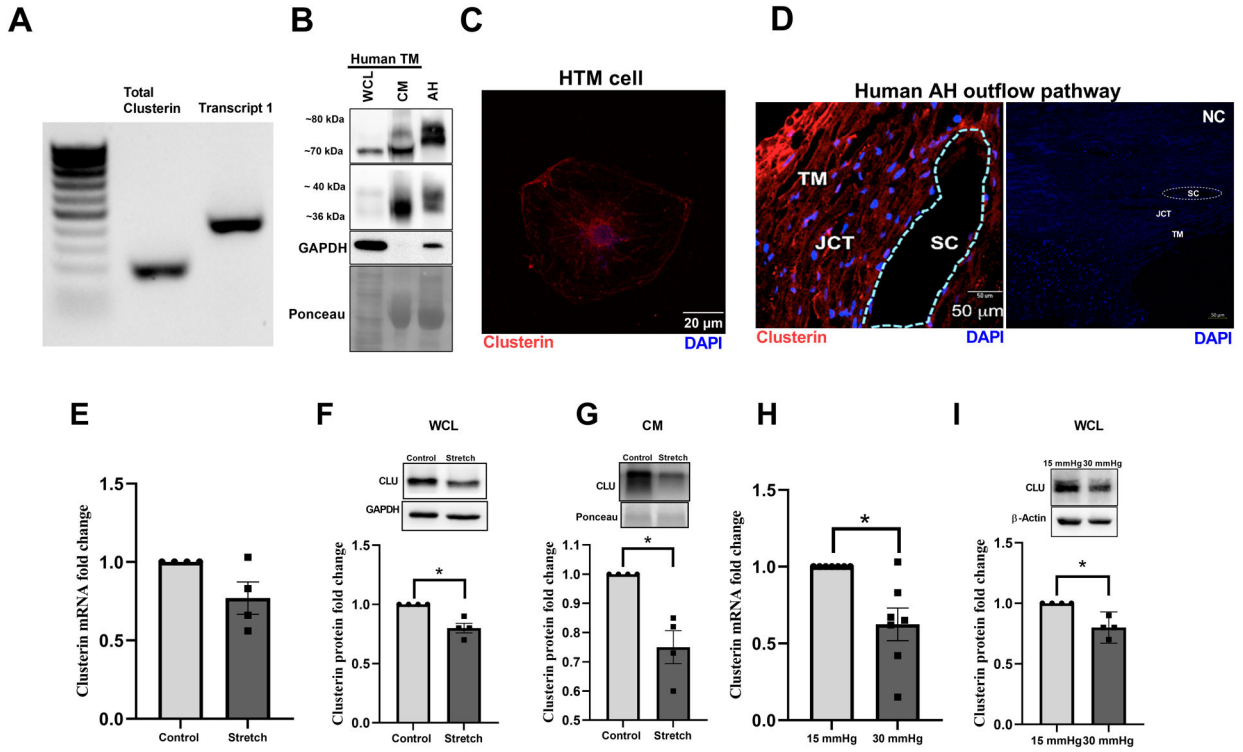 A
Total
Clusterin
Transcript 1
B
Human TM
WCL
CM
AH
~80 kDa
~70 kDa
~ 40 kDa
~36 kDa
GAPDH
Ponceau
C
HTM cell
20 µm
Clusterin
DAPI
D
Human AH outflow pathway
TM
JCT
SC
50 µm
50 µm
Clusterin
DAPI
NC
SC
JCT
TM
50 µm
DAPI
E
Clusterin mRNA fold change
1.5
1.0
0.5
0.0
Control
Stretch
F
WCL
Control
Stretch
CLU
GAPDH
Clusterin protein fold change
1.5
1.0
0.5
0.0
*
Control
Stretch
G
CM
Control
Stretch
CLU
Ponceau
Clusterin protein fold change
1.1
1.0
0.9
0.8
0.7
0.6
0.5
*
Control
Stretch
H
Clusterin mRNA fold change
1.5
1.0
0.5
0.0
*
15 mmHg
30 mmHg
I
WCL
15 mmHg 30 mmHg
CLU
β-Actin
Clusterin protein fold change
1.5
1.0
0.5
0.0
*
15 mmHg 30 mmHg